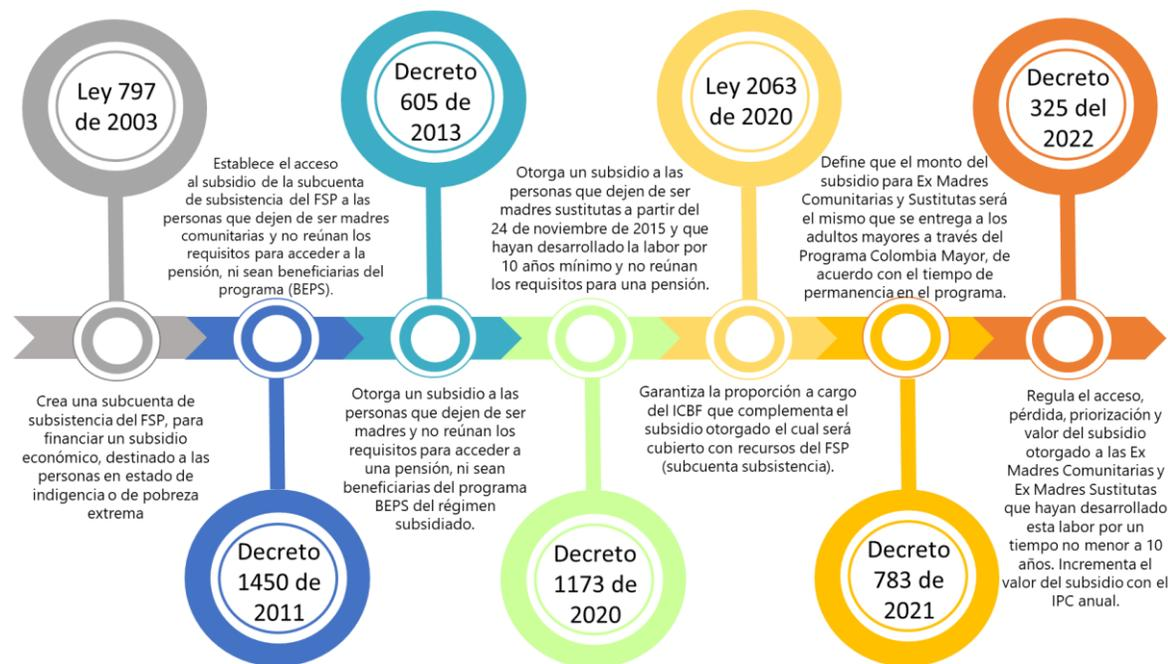 Ley 797
de 2003
Crea una subcuenta de
subsistencia del FSP, para
financiar un subsidio
económico, destinado a las
personas en estado de
indigencia o de pobreza
extrema
Establece el acceso
al subsidio de la subcuenta
de subsistencia del FSP a las
personas que dejen de ser madres
comunitarias y no reúnan los
requisitos para acceder a la
pensión, ni sean beneficiarias del
programa (BEPS).
Decreto
1450 de
2011
Decreto
605 de
2013
Otorga un subsidio a las
personas que dejen de ser
madres y no reúnan los
requisitos para acceder a
una pensión, ni sean
beneficiarias del programa
BEPS del régimen
subsidiado.
Otorga un subsidio a las
personas que dejen de ser
madres sustitutas a partir del
24 de noviembre de 2015 y que
hayan desarrollado la labor por
10 años mínimo y no reúnan
los requisitos para una pensión.
Decreto
1173 de
2020
Ley 2063
de 2020
Garantiza la proporción a cargo
del ICBF que complementa el
subsidio otorgado el cual será
cubierto con recursos del FSP
(subcuenta subsistencia).
Define que el monto del
subsidio para Ex Madres
Comunitarias y Sustitutas será
el mismo que se entrega a los
adultos mayores a través del
Programa Colombia Mayor, de
acuerdo con el tiempo de
permanencia en el programa.
Decreto
783 de
2021
Decreto
325 del
2022
Regula el acceso,
pérdida, priorización y
valor del subsidio
otorgado a las Ex
Madres Comunitarias y
Ex Madres Sustitutas
que hayan desarrollado
esta labor por un
tiempo no menor a 10
años. Incrementa el
valor del subsidio con el
IPC anual.